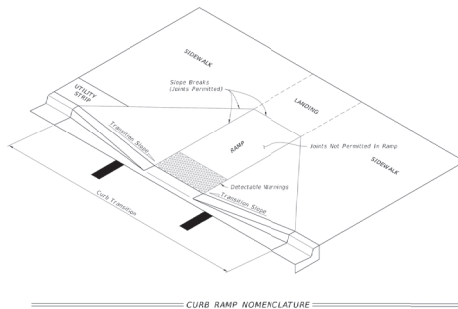 SIDEWALK
Slope Breaks
(Joints Permitted)
UTILITY
STRIP
LANDING
Transition Slope
RAMP
Joints Not Permitted In Ramp
SIDEWALK
Detectable Warnings
Transition Slope
Curb Transition
CURB RAMP NOMENCLATURE